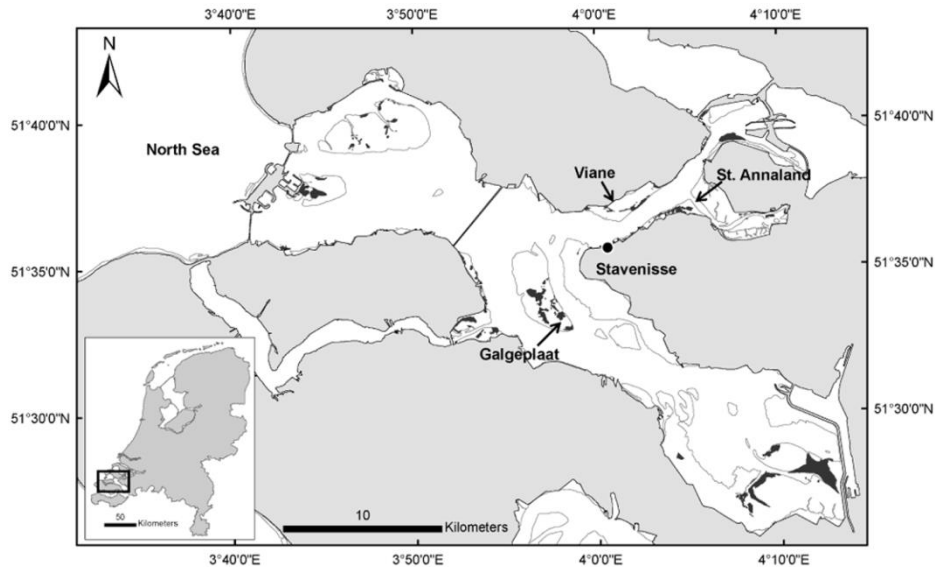 3°40'0"E 3°50'0"E 4°0'0"E 4°10'0"E
N
51°40'0"N 51°40'0"N
North Sea
Viane
St. Annaland
51°35'0"N 51°35'0"N
Stavenisse
Galgeplaat
51°30'0"N 51°30'0"N
10
Kilometers
50
Kilometers
3°40'0"E 3°50'0"E 4°0'0"E 4°10'0"E